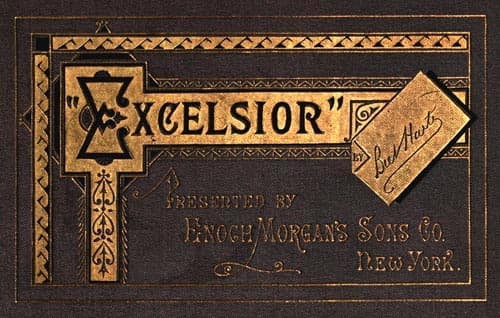 "EXCELSIOR"
BY
Bret Harte
PRESENTED BY
ENOCH MORGAN'S SONS CO.
NEW YORK.